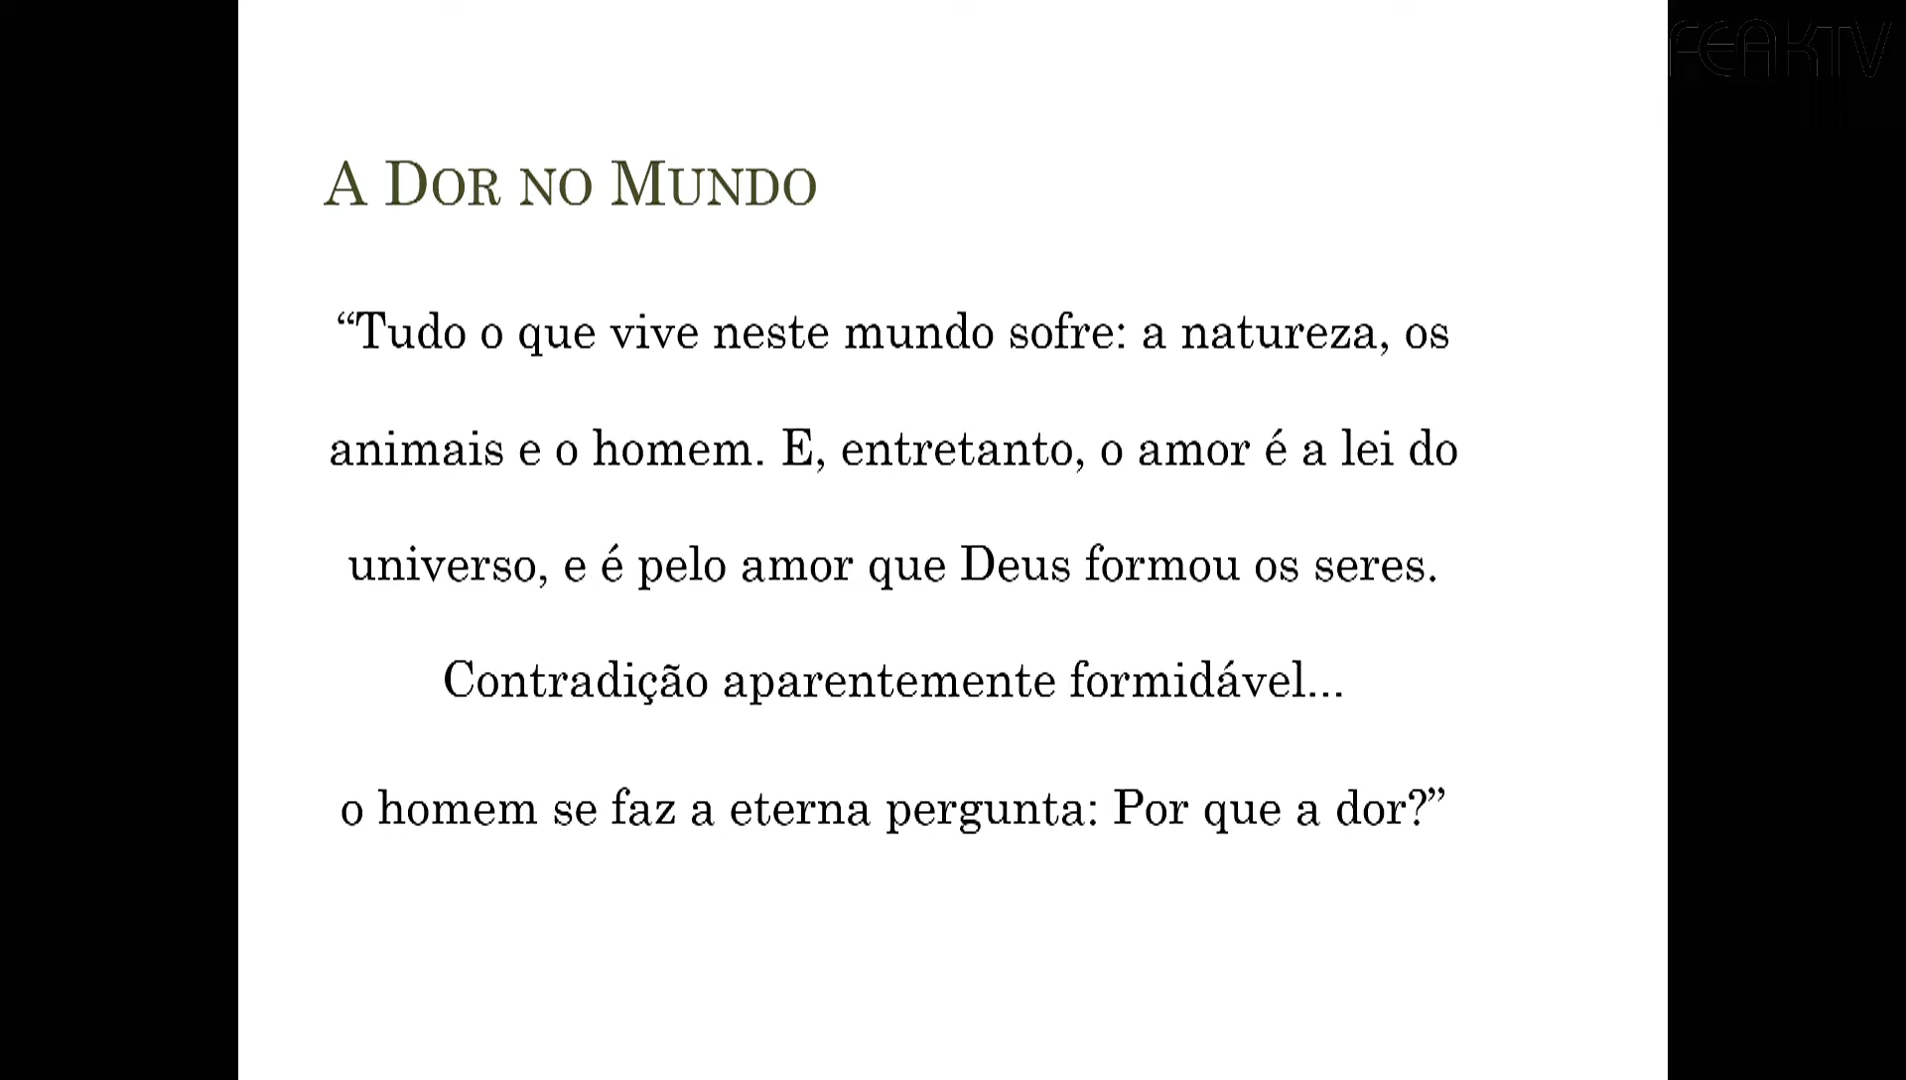 FEAKTV
A DOR NO MUNDO
“Tudo o que vive neste mundo sofre: a natureza, os
animais e o homem. E, entretanto, o amor é a lei do
universo, e é pelo amor que Deus formou os seres.
Contradição aparentemente formidável...
o homem se faz a eterna pergunta: Por que a dor?”